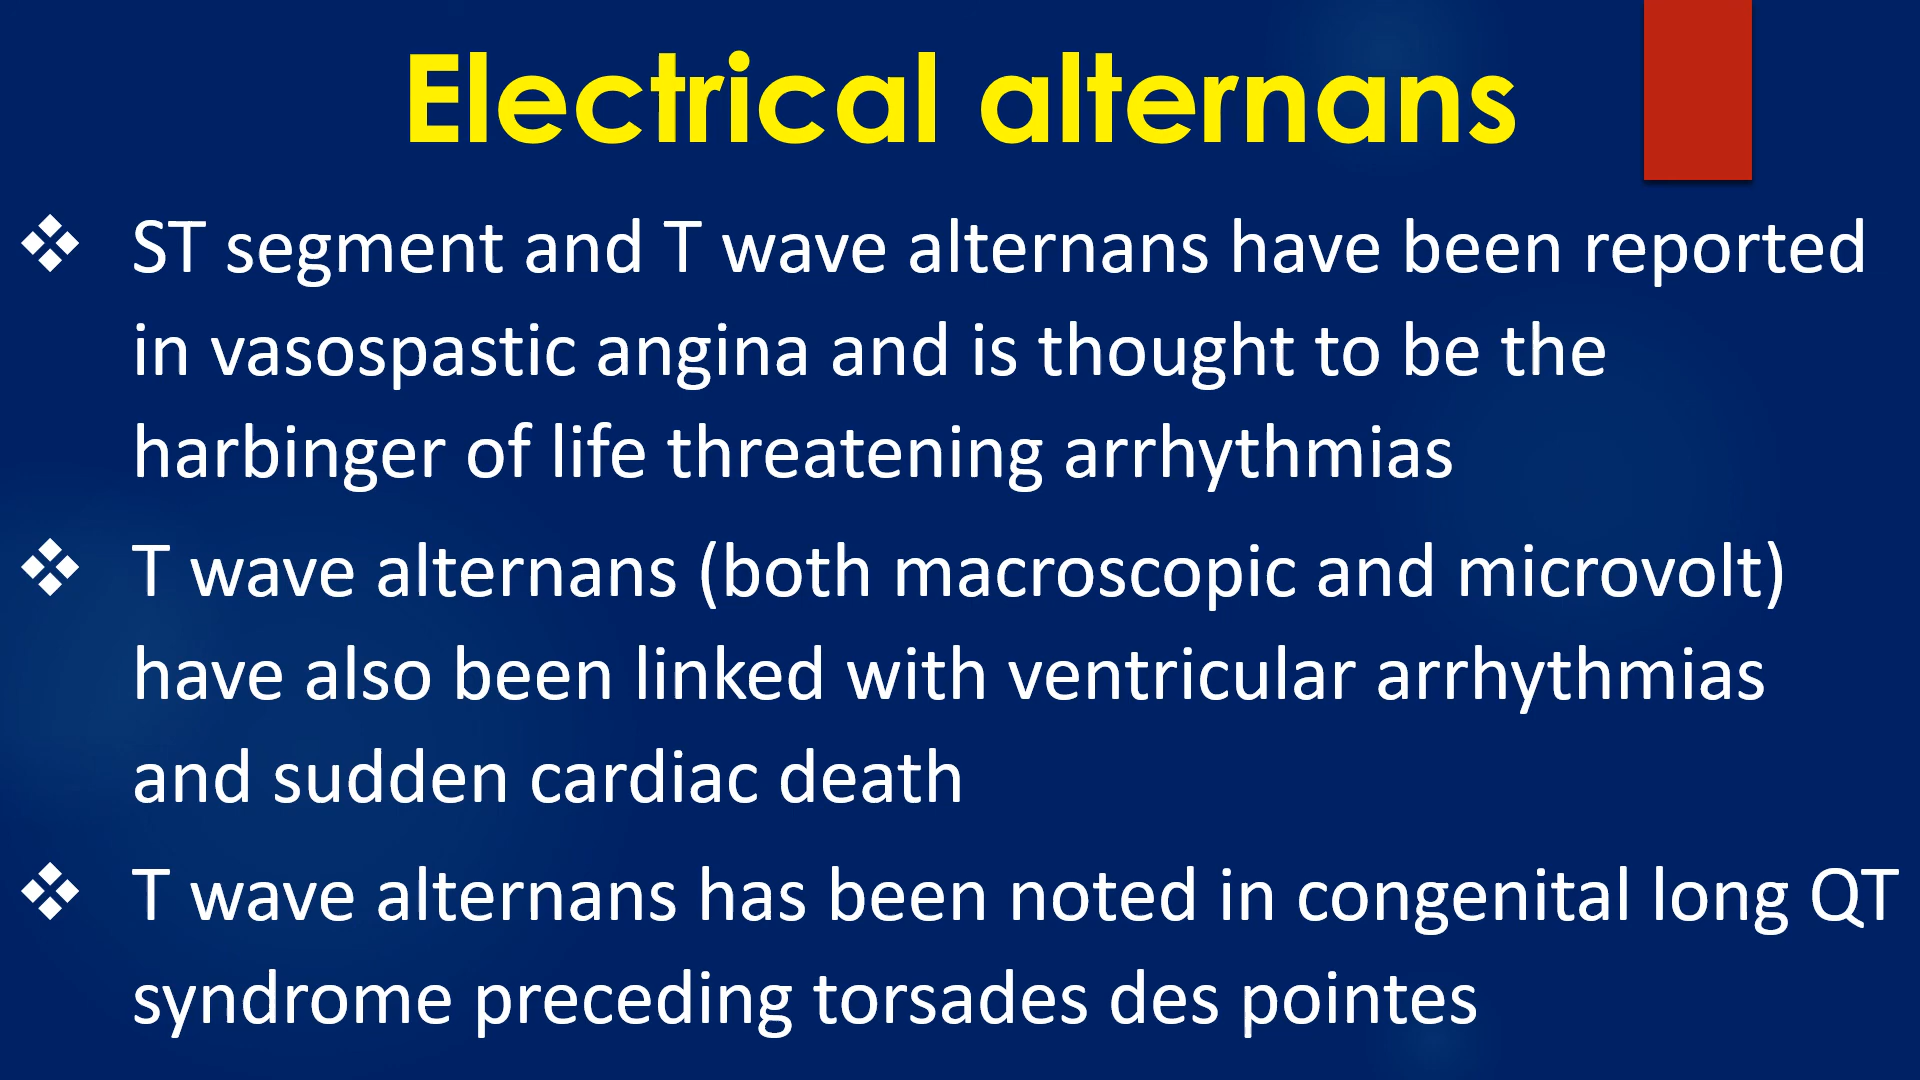 Electrical alternans
❖ ST segment and T wave alternans have been reported
in vasospastic angina and is thought to be the
harbinger of life threatening arrhythmias
❖ T wave alternans (both macroscopic and microvolt)
have also been linked with ventricular arrhythmias
and sudden cardiac death
❖ T wave alternans has been noted in congenital long QT
syndrome preceding torsades des pointes